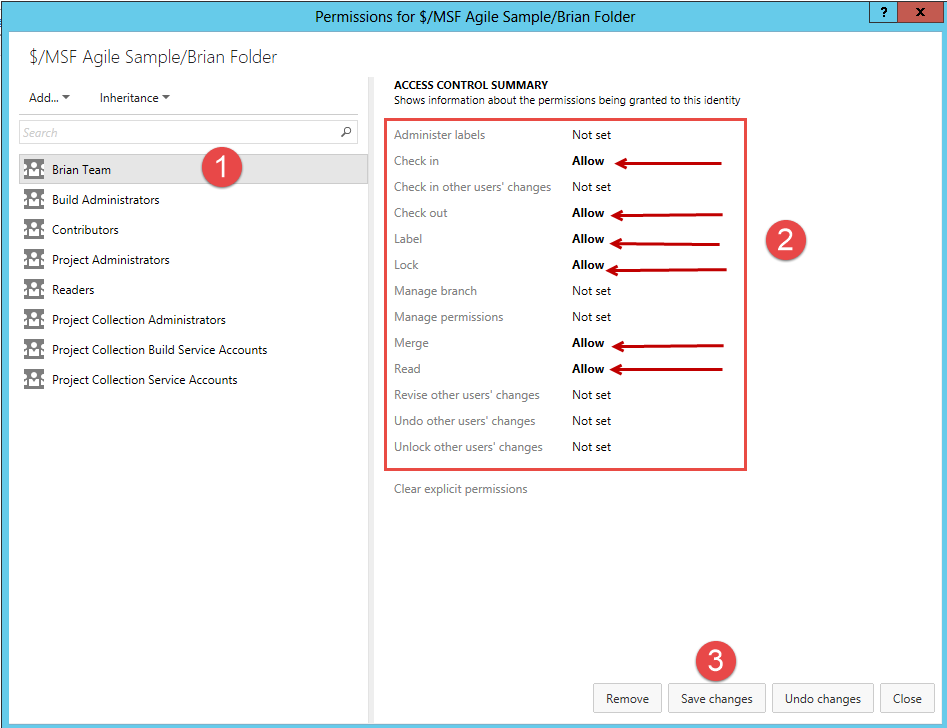 Permissions for $/MSF Agile Sample/Brian Folder
? x
$/MSF Agile Sample/Brian Folder
Add... Inheritance
Search
Brian Team
1
Build Administrators
Contributors
Project Administrators
Readers
Project Collection Administrators
Project Collection Build Service Accounts
Project Collection Service Accounts
ACCESS CONTROL SUMMARY
Shows information about the permissions being granted to this identity
Administer labels Not set
Check in Allow
Check in other users' changes Not set
Check out Allow
Label Allow
2
Lock Allow
Manage branch Not set
Manage permissions Not set
Merge Allow
Read Allow
Revise other users' changes Not set
Undo other users' changes Not set
Unlock other users' changes Not set
Clear explicit permissions
3
Remove Save changes Undo changes Close